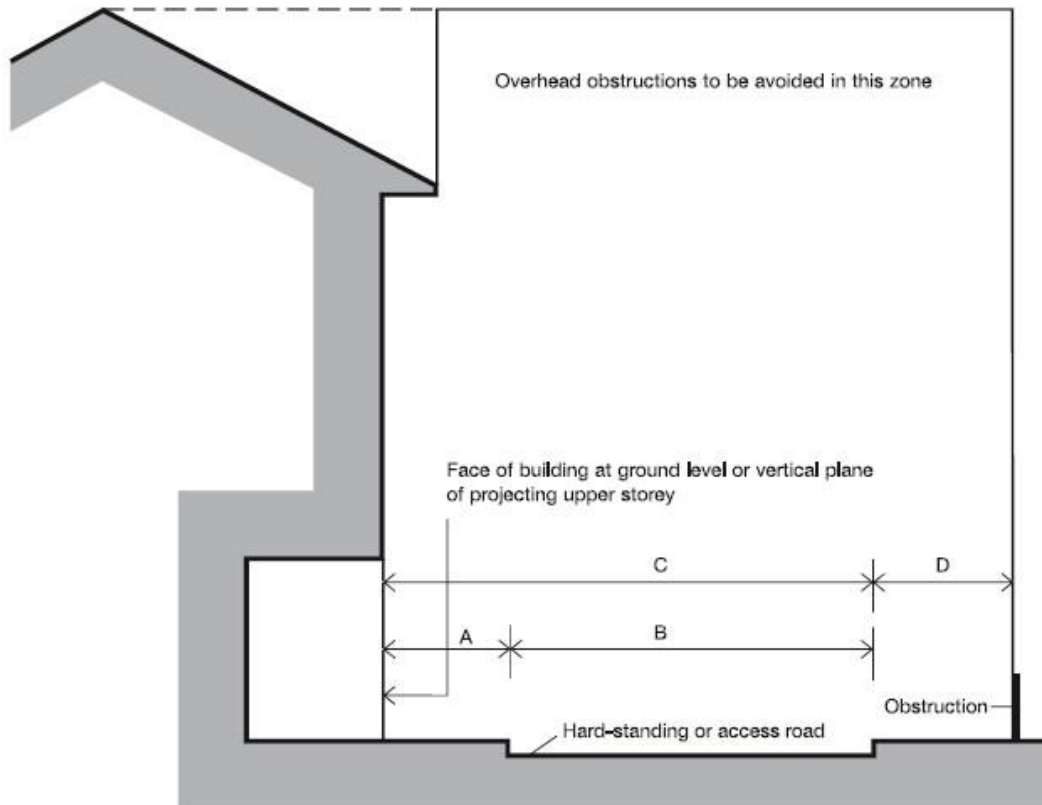 Overhead obstructions to be avoided in this zone
Face of building at ground level or vertical plane
of projecting upper storey
C
D
A
B
Obstruction
Hard-standing or access road